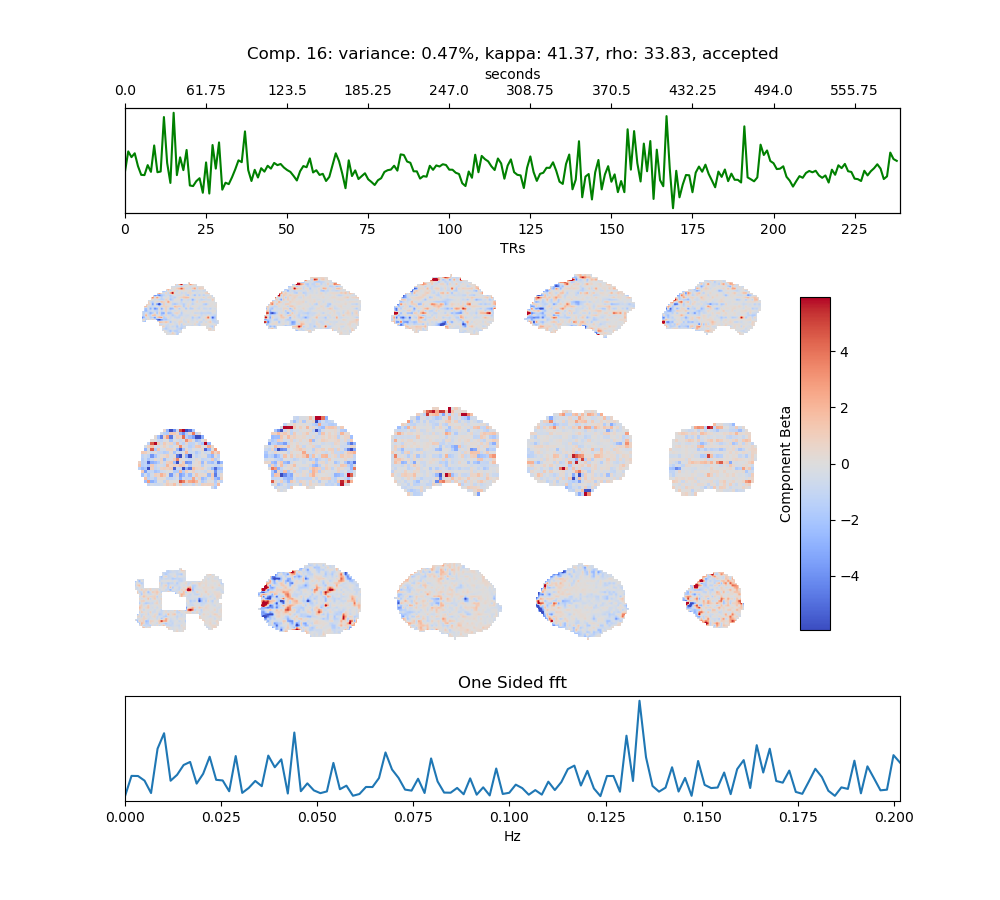 Comp. 16: variance: 0.47%, kappa: 41.37, rho: 33.83, accepted
seconds
0.0 61.75 123.5 185.25 247.0 308.75 370.5 432.25 494.0 555.75
0 25 50 75 100 125 150 175 200 225
TRs
4
2
0
−2
−4
Component Beta
One Sided fft
0.000 0.025 0.050 0.075 0.100 0.125 0.150 0.175 0.200
Hz